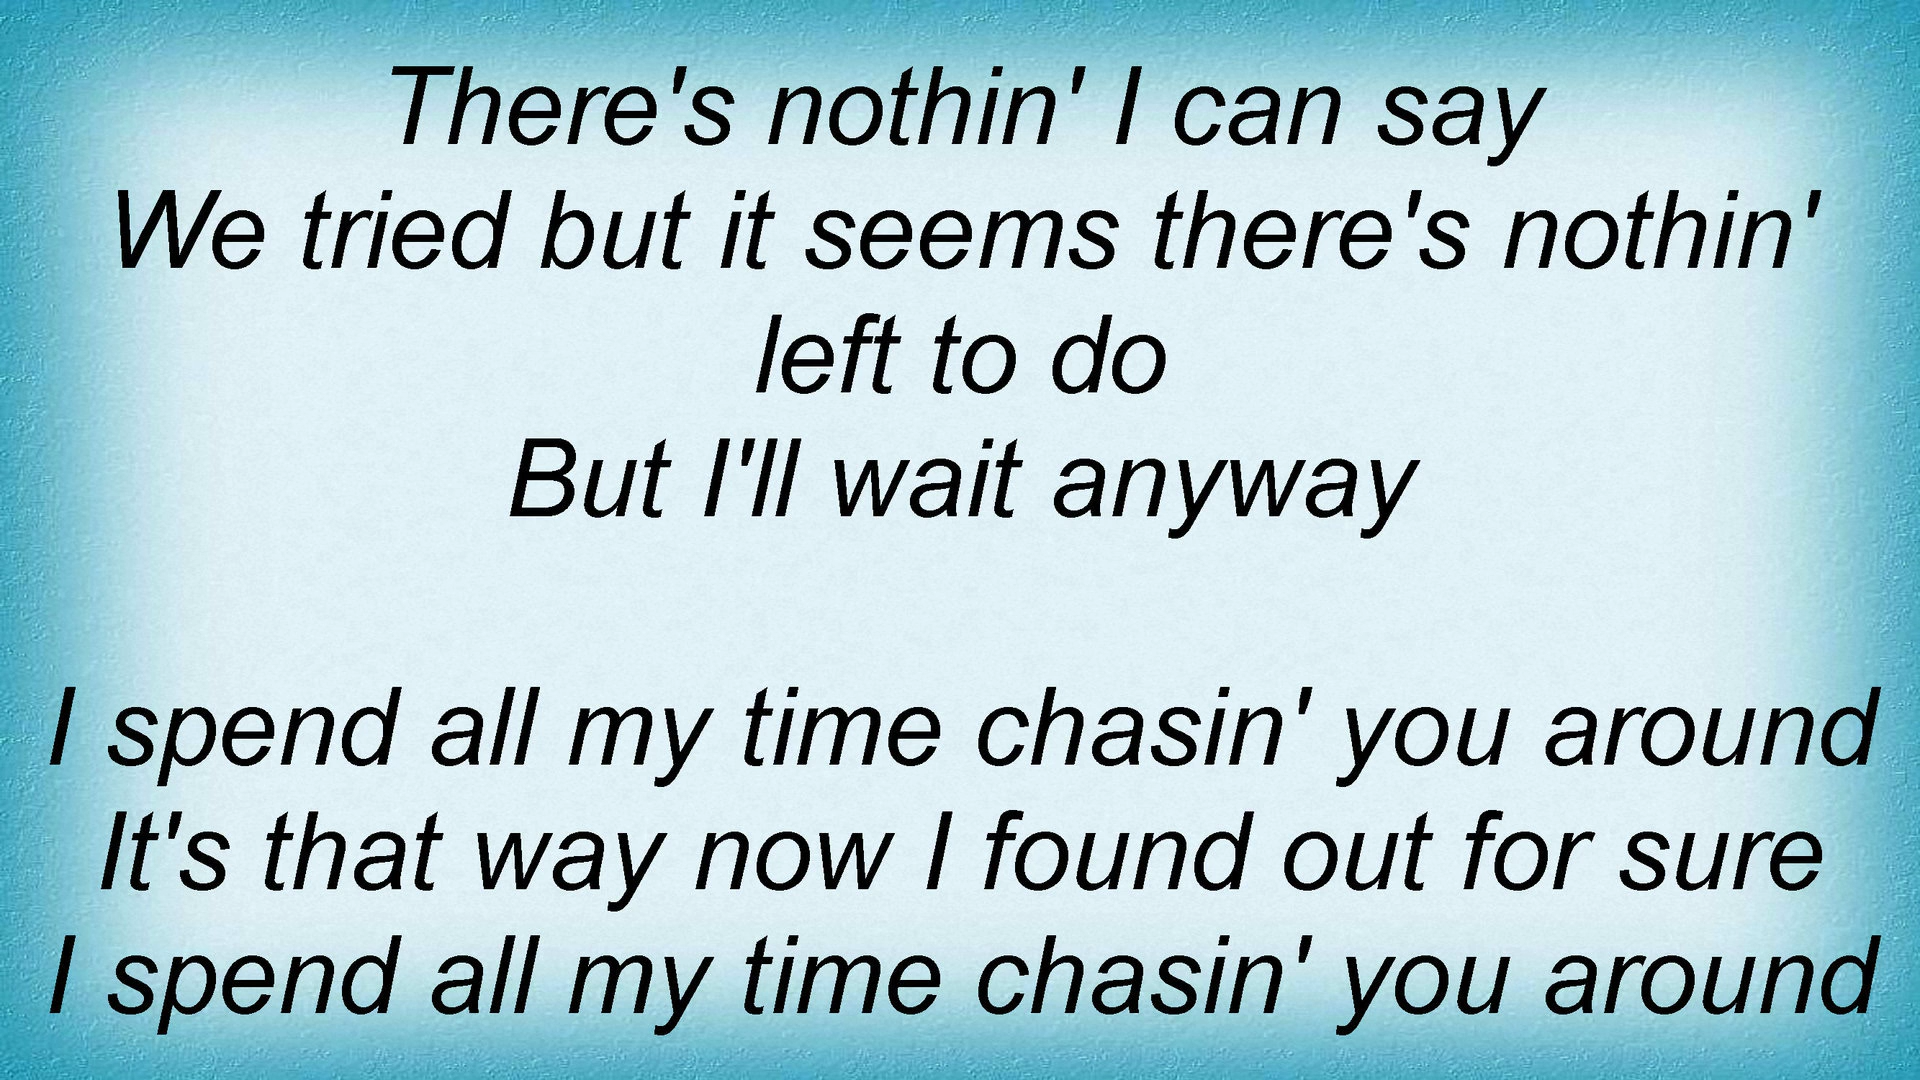 There's nothin' I can say
We tried but it seems there's nothin'
left to do
But I'll wait anyway
I spend all my time chasin' you around
It's that way now I found out for sure
I spend all my time chasin' you around